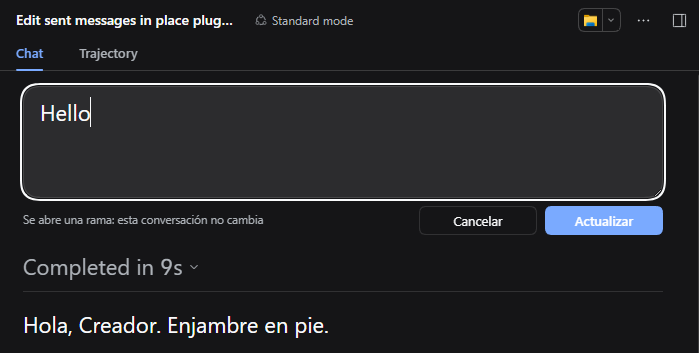 Edit sent messages in place plug...
Standard mode
Chat
Trajectory
Hello
Se abre una rama: esta conversación no cambia
Cancelar
Actualizar
Completed in 9s
Hola, Creador. Enjambre en pie.